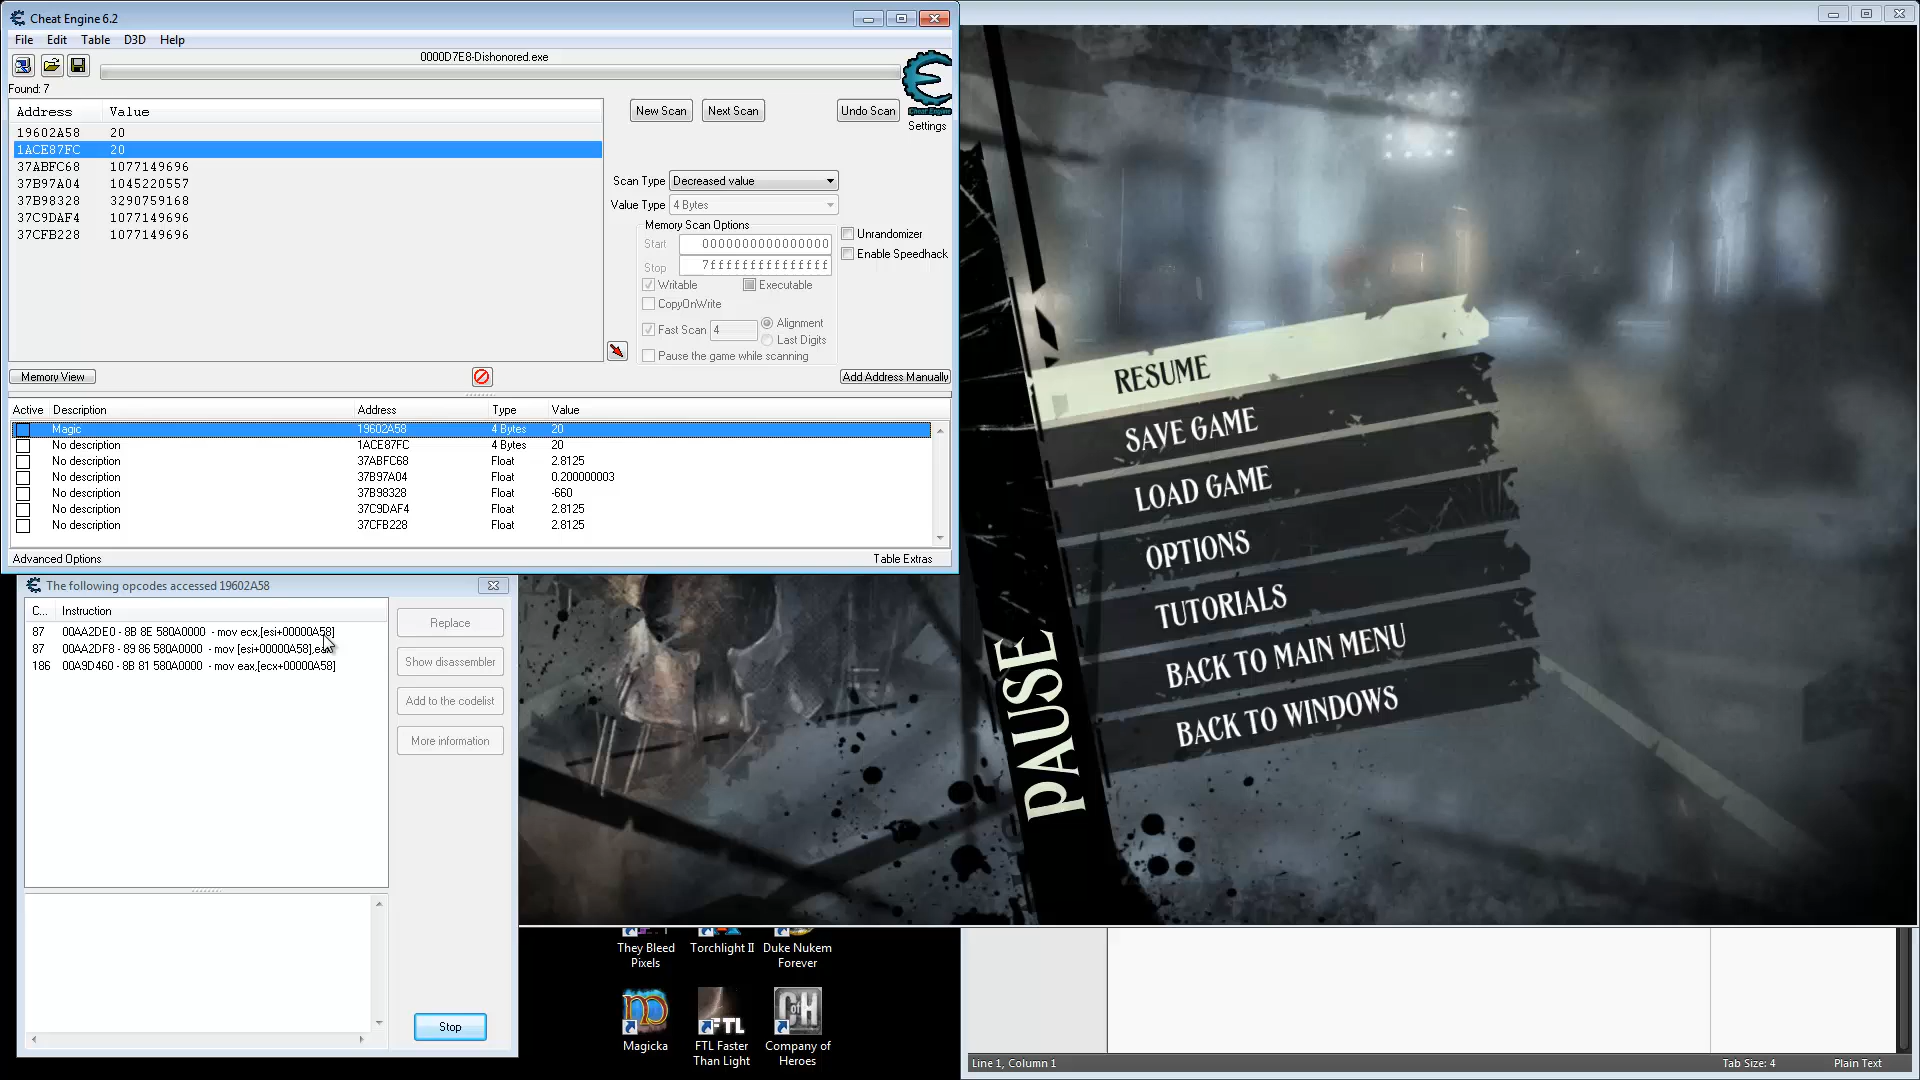 Cheat Engine 6.2
File Edit Table D3D Help
0000D7E8-Dishonored.exe
Found: 7
Address Value
19602A58 20
1ACE87FC 20
37ABFC68 1077149696
37B97A04 1045220557
37B98328 3290759168
37C9DAF4 1077149696
37CFB228 1077149696
New Scan Next Scan Undo Scan
Cheat Engine
Settings
Scan Type Decreased value
Value Type 4 Bytes
Memory Scan Options
Start 0000000000000000
Stop 7fffffffffffffff
Writable Executable
CopyOnWrite
Fast Scan 4 Alignment
Last Digits
Pause the game while scanning
Unrandomizer
Enable Speedhack
Memory View Add Address Manually
Active Description Address Type Value
Magic 19602A58 4 Bytes 20
No description 1ACE87FC 4 Bytes 20
No description 37ABFC68 Float 2.8125
No description 37B97A04 Float 0.200000003
No description 37B98328 Float -660
No description 37C9DAF4 Float 2.8125
No description 37CFB228 Float 2.8125
Advanced Options Table Extras
The following opcodes accessed 19602A58
C... Instruction
87 00AA2DE0 - 8B 8E 580A0000 - mov ecx,[esi+00000A58]
87 00AA2DF8 - 89 86 580A0000 - mov [esi+00000A58],eax
186 00A9D460 - 8B 81 580A0000 - mov eax,[ecx+00000A58]
Replace
Show disassembler
Add to the codelist
More information
Stop
PAUSE
RESUME
SAVE GAME
LOAD GAME
OPTIONS
TUTORIALS
BACK TO MAIN MENU
BACK TO WINDOWS
They Bleed Pixels
Torchlight II
Duke Nukem Forever
Magicka
FTL
FTL Faster Than Light
CofH
Company of Heroes
Line 1, Column 1 Tab Size: 4 Plain Text